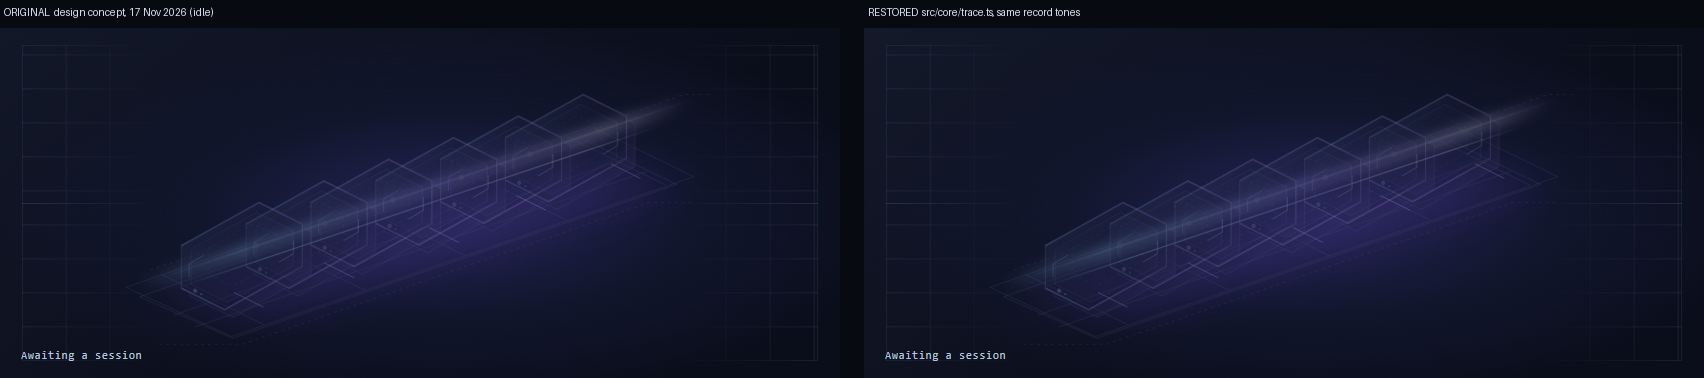 ORIGINAL design concept, 17 Nov 2026 (idle)
RESTORED src/core/trace.ts, same record tones
Awaiting a session
Awaiting a session